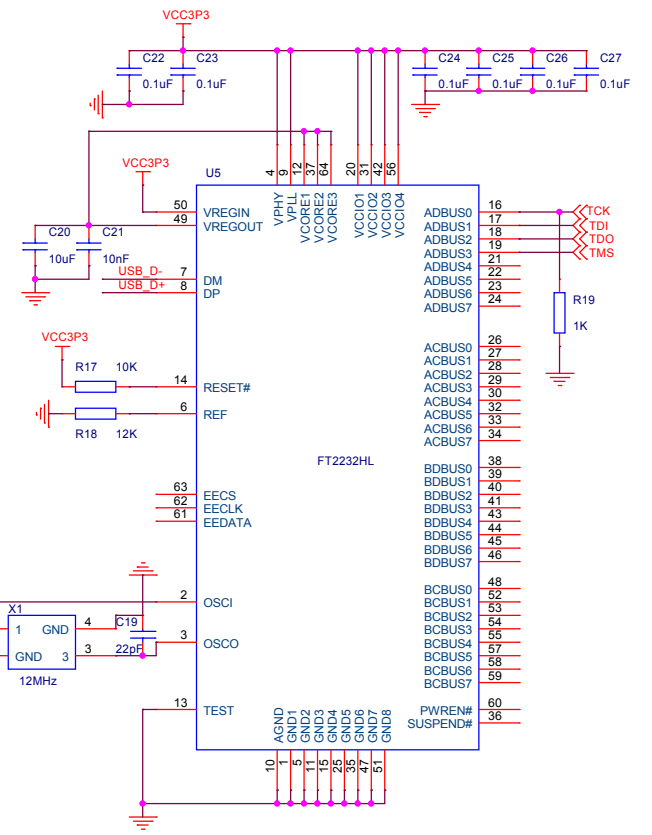 VCC3P3
C22
C23
C24
C25
C26
C27
0.1uF
0.1uF
0.1uF
0.1uF
0.1uF
0.1uF
VCC3P3
U5
4
9
12
37
64
20
31
42
56
VPHY
VPLL
VCORE1
VCORE2
VCORE3
VCCIO1
VCCIO2
VCCIO3
VCCIO4
50 VREGIN
49 VREGOUT
C20
C21
10uF
10nF
USB_D- 7 DM
USB_D+ 8 DP
VCC3P3
R17 10K
14 RESET#
6 REF
R18 12K
FT2232HL
63 EECS
62 EECLK
61 EEDATA
2 OSCI
X1
1 GND 4
GND 3 3
12MHz
C19
22pF
3 OSCO
13 TEST
ADBUS0 16 TCK
ADBUS1 17 TDI
ADBUS2 18 TDO
ADBUS3 19 TMS
ADBUS4 21
ADBUS5 22
ADBUS6 23
ADBUS7 24
R19
1K
ACBUS0 26
ACBUS1 27
ACBUS2 28
ACBUS3 29
ACBUS4 30
ACBUS5 32
ACBUS6 33
ACBUS7 34
BDBUS0 38
BDBUS1 39
BDBUS2 40
BDBUS3 41
BDBUS4 43
BDBUS5 44
BDBUS6 45
BDBUS7 46
BCBUS0 48
BCBUS1 52
BCBUS2 53
BCBUS3 54
BCBUS4 55
BCBUS5 57
BCBUS6 58
BCBUS7 59
PWREN# 60
SUSPEND# 36
AGND
GND1
GND2
GND3
GND4
GND5
GND6
GND7
GND8
10
1
5
11
15
25
35
47
51